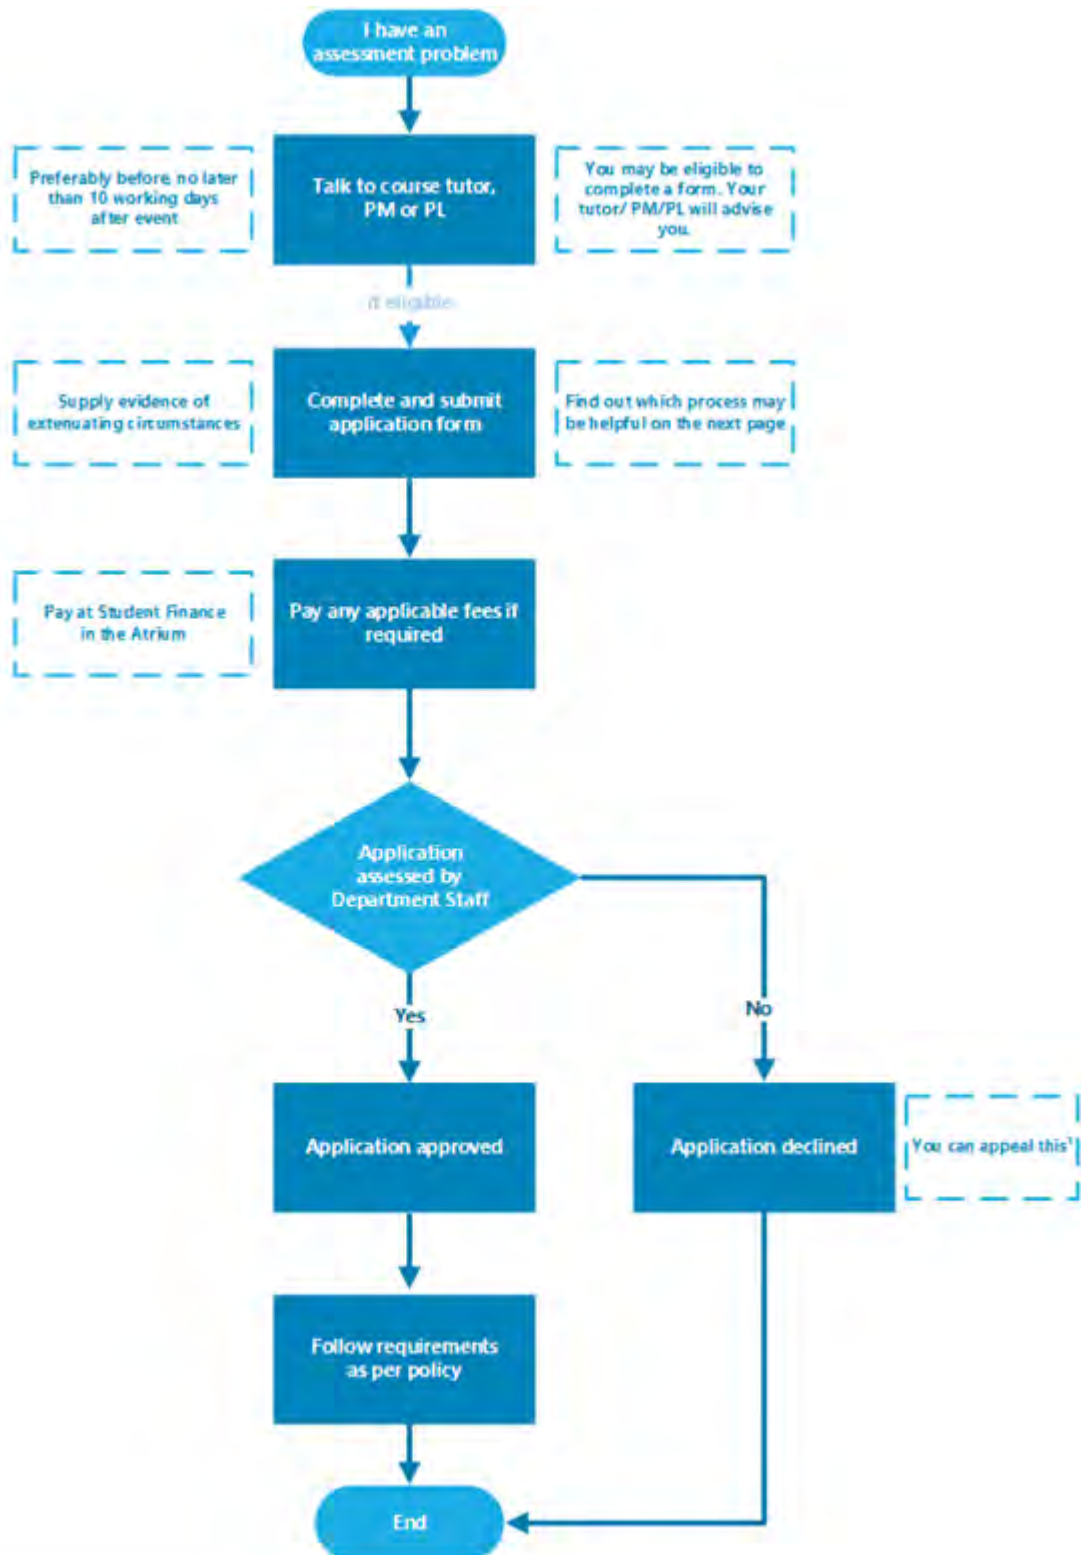 I have an
assessment problem
Preferably before, no later
than 10 working days
after event
Talk to course tutor,
PM or PL
You may be eligible to
complete a form. Your
tutor/ PM/PL will advise
you.
if eligible
Supply evidence of
extenuating circumstances
Complete and submit
application form
Find out which process may
be helpful on the next page
Pay at Student Finance
in the Atrium
Pay any applicable fees if
required
Application
assessed by
Department Staff
Yes
No
Application approved
Application declined
You can appeal this¹
Follow requirements
as per policy
End